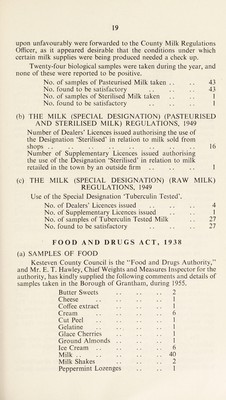 19
upon unfavourably were forwarded to the County Milk Regulations
Officer, as it appeared desirable that the conditions under which
certain milk supplies were being produced needed a check up.
Twenty-four biological samples were taken during the year, and
none of these were reported to be positive.
No. of samples of Pasteurised Milk taken .. .. 43
No. found to be satisfactory .. .. .. 43
No. of samples of Sterilised Milk taken .. .. 1
No. found to be satisfactory .. .. .. 1
(b) THE MILK (SPECIAL DESIGNATION) (PASTEURISED
AND STERILISED MILK) REGULATIONS, 1949
Number of Dealers' Licences issued authorising the use of
the Designation 'Sterilised' in relation to milk sold from
shops .. .. .. .. .. .. .. 16
Number of Supplementary Licences issued authorising
the use of the Designation 'Sterilised' in relation to milk
retailed in the town by an outside firm .. .. 1
(c) THE MILK (SPECIAL DESIGNATION) (RAW MILK)
REGULATIONS, 1949
Use of the Special Designation 'Tuberculin Tested'.
No. of Dealers' Licences issued .. .. .. 4
No. of Supplementary Licences issued .. .. 1
No. of samples of Tuberculin Tested Milk .. 27
No. found to be satisfactory .. .. .. 27
FOOD AND DRUGS ACT, 1938
(a) SAMPLES OF FOOD
Kesteven County Council is the "Food and Drugs Authority,"
and Mr. E. T. Hawley, Chief Weights and Measures Inspector for the
authority, has kindly supplied the following comments and details of
samples taken in the Borough of Grantham, during 1955.
Butter Sweets .. .. .. .. 2
Cheese .. .. .. .. 1
Coffee extract .. .. .. .. 1
Cream .. .. .. .. 6
Cut Peel .. .. .. .. 1
Gelatine .. .. .. .. 1
Glace Cherries .. .. .. .. 1
Ground Almonds .. .. .. .. 1
Ice Cream .. .. .. .. 6
Milk .. .. .. .. 40
Milk Shakes .. .. .. .. 2
Peppermint Lozenges .. .. .. 1